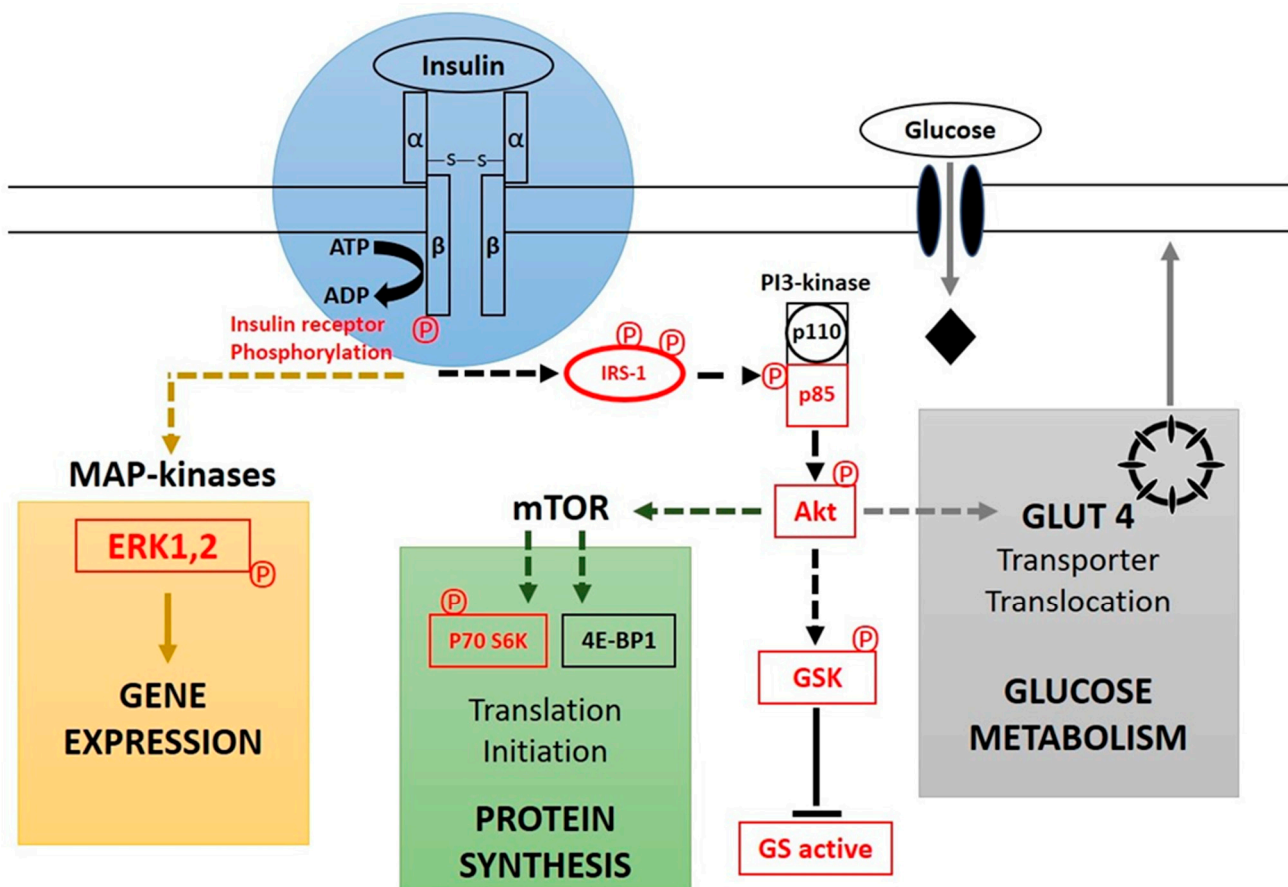 Insulin
α
α
S
S
β
β
ATP
ADP
P
Insulin receptor
Phosphorylation
Glucose
P
P
IRS-1
PI3-kinase
p110
P
p85
P
Akt
MAP-kinases
ERK1,2
P
GENE
EXPRESSION
mTOR
P
P70 S6K
4E-BP1
Translation
Initiation
PROTEIN
SYNTHESIS
P
GSK
GS active
GLUT 4
Transporter
Translocation
GLUCOSE
METABOLISM